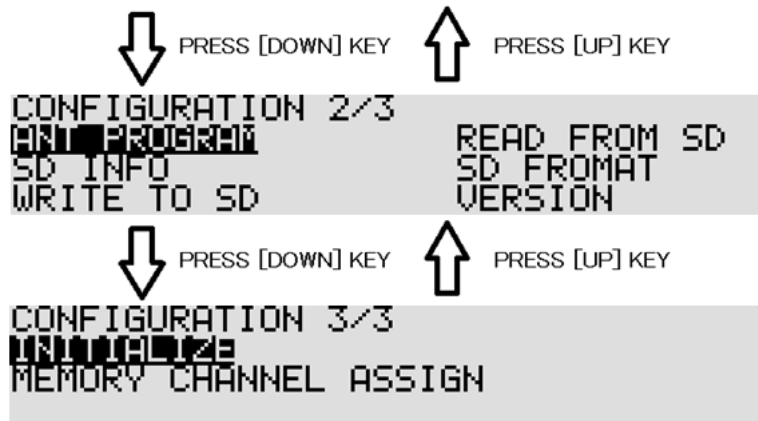 PRESS [DOWN] KEY PRESS [UP] KEY
CONFIGURATION 2/3
ANT PROGRAM READ FROM SD
SD INFO SD FROMAT
WRITE TO SD VERSION
PRESS [DOWN] KEY PRESS [UP] KEY
CONFIGURATION 3/3
INITIALIZE
MEMORY CHANNEL ASSIGN